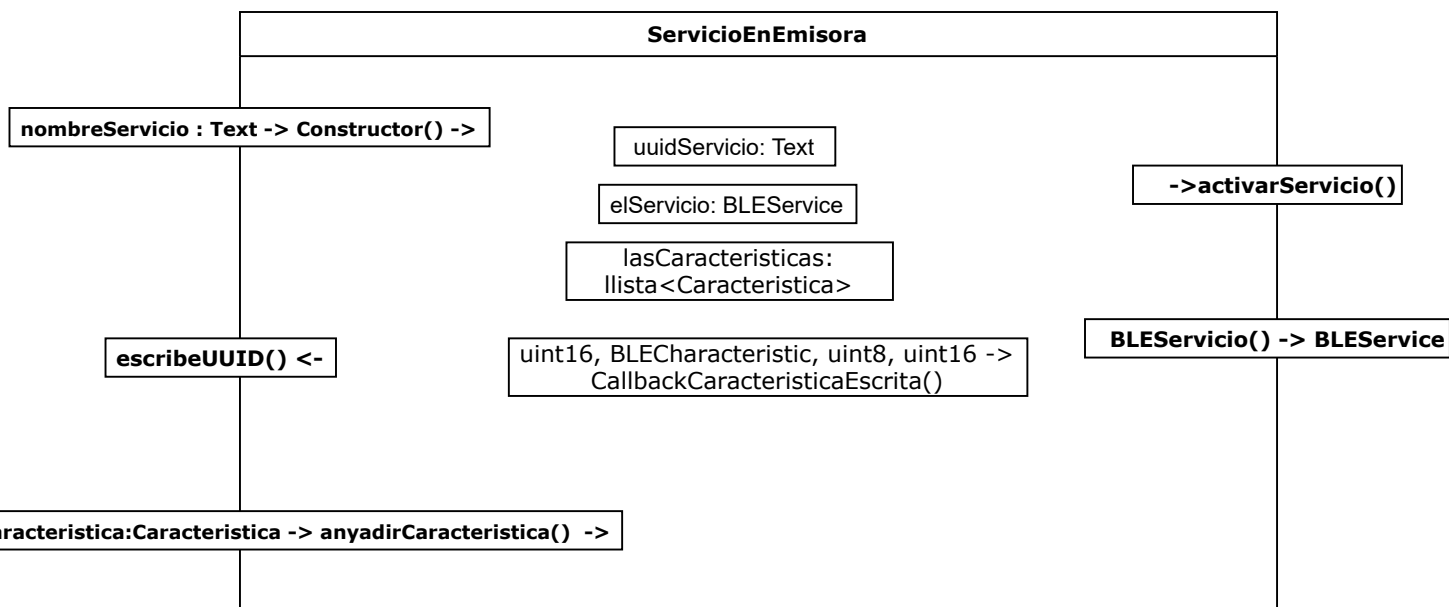 ServicioEnEmisora
nombreServicio : Text -> Constructor() ->
uuidServicio: Text
->activarServicio()
elServicio: BLEService
lasCaracteristicas:
llista<Caracteristica>
BLEServicio() -> BLEService
escribeUUID() <-
uint16, BLECharacteristic, uint8, uint16 ->
CallbackCaracteristicaEscrita()
aracteristica:Caracteristica -> anyadirCaracteristica() ->